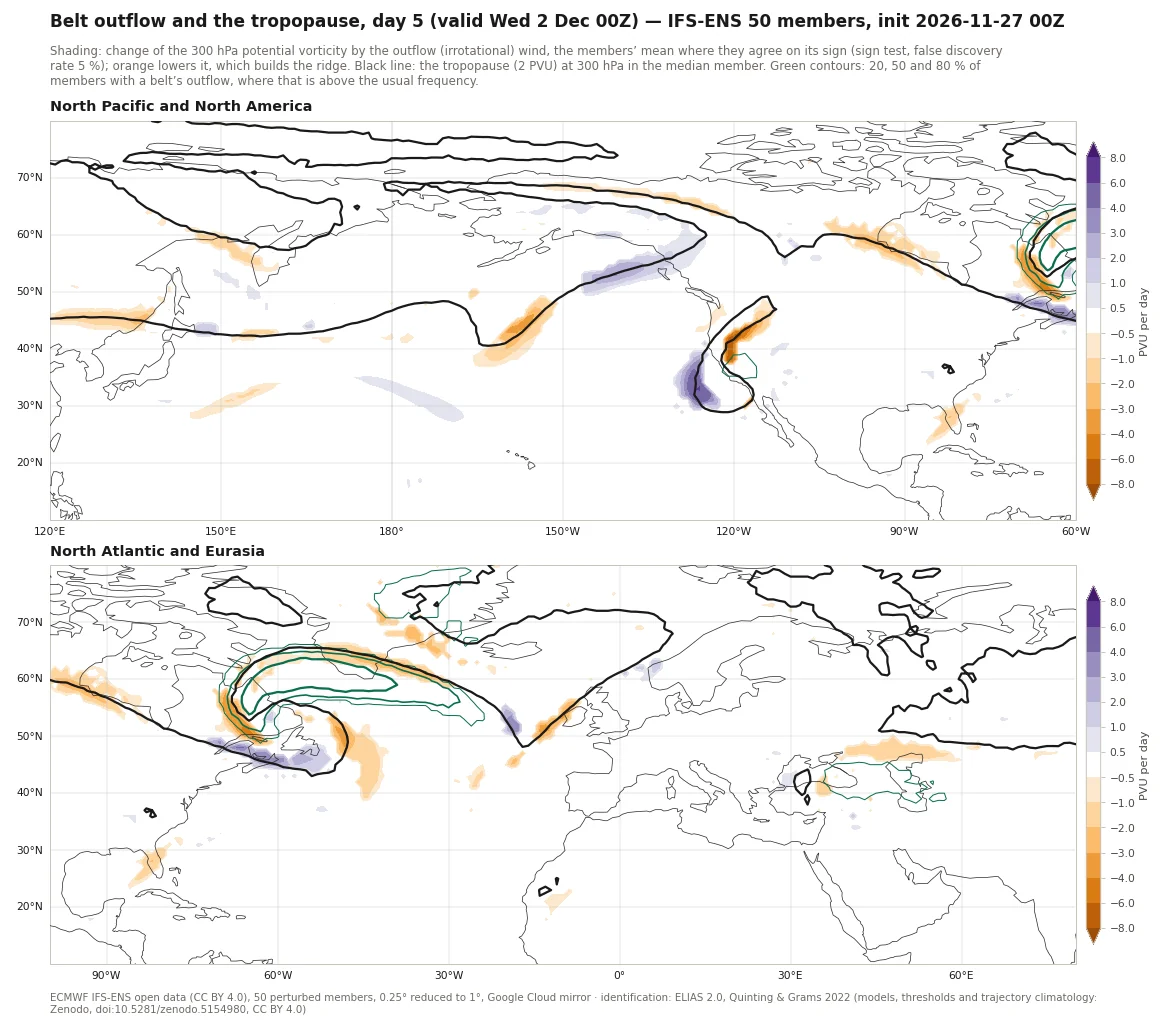 Belt outflow and the tropopause, day 5 (valid Wed 2 Dec 00Z) — IFS-ENS 50 members, init 2026-11-27 00Z
Shading: change of the 300 hPa potential vorticity by the outflow (irrotational) wind, the members’ mean where they agree on its sign (sign test, false discovery
rate 5 %); orange lowers it, which builds the ridge. Black line: the tropopause (2 PVU) at 300 hPa in the median member. Green contours: 20, 50 and 80 % of
members with a belt’s outflow, where that is above the usual frequency.
North Pacific and North America
70°N
60°N
50°N
40°N
30°N
20°N
120°E
150°E
180°
150°W
120°W
90°W
60°W
8.0
6.0
4.0
3.0
2.0
1.0
0.5
−0.5
−1.0
−2.0
−3.0
−4.0
−6.0
−8.0
PVU per day
North Atlantic and Eurasia
70°N
60°N
50°N
40°N
30°N
20°N
90°W
60°W
30°W
0°
30°E
60°E
8.0
6.0
4.0
3.0
2.0
1.0
0.5
−0.5
−1.0
−2.0
−3.0
−4.0
−6.0
−8.0
PVU per day
ECMWF IFS-ENS open data (CC BY 4.0), 50 perturbed members, 0.25° reduced to 1°, Google Cloud mirror · identification: ELIAS 2.0, Quinting & Grams 2022 (models, thresholds and trajectory climatology:
Zenodo, doi:10.5281/zenodo.5154980, CC BY 4.0)